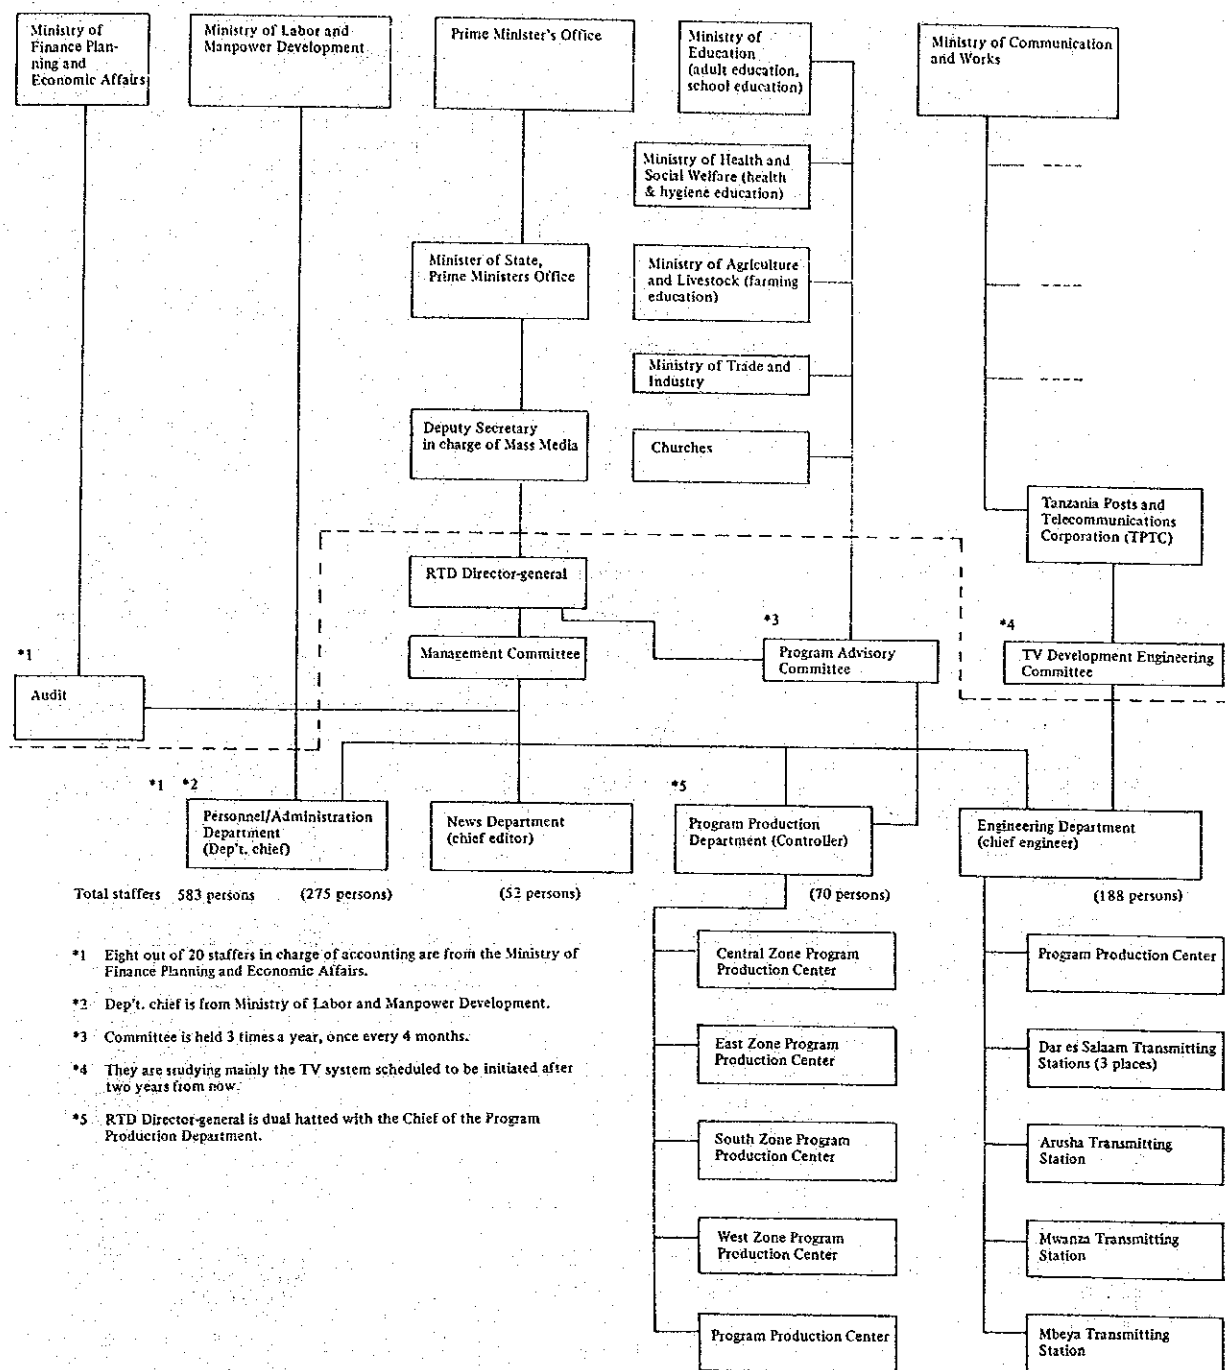 Ministry of
Finance Plan-
ning and
Economic Affairs
Ministry of Labor and
Manpower Development
Prime Minister's Office
Ministry of
Education
(adult education,
school education)
Ministry of Communication
and Works
Ministry of Health and
Social Welfare (health
& hygiene education)
Minister of State,
Prime Ministers Office
Ministry of Agriculture
and Livestock (farming
education)
Ministry of Trade and
Industry
Deputy Secretary
in charge of Mass Media
Churches
Tanzania Posts and
Telecommunications
Corporation (TPTC)
RTD Director-general
*3
*4
*1
Management Committee
Program Advisory
Committee
TV Development Engineering
Committee
Audit
*1 *2
*5
Personnel/Administration
Department
(Dep't. chief)
News Department
(chief editor)
Program Production
Department (Controller)
Engineering Department
(chief engineer)
Total staffers 583 persons (275 persons) (52 persons) (70 persons) (188 persons)
*1 Eight out of 20 staffers in charge of accounting are from the Ministry of
Finance Planning and Economic Affairs.
*2 Dep't. chief is from Ministry of Labor and Manpower Development.
*3 Committee is held 3 times a year, once every 4 months.
*4 They are studying mainly the TV system scheduled to be initiated after
two years from now.
*5 RTD Director-general is dual hatted with the Chief of the Program
Production Department.
Central Zone Program
Production Center
East Zone Program
Production Center
South Zone Program
Production Center
West Zone Program
Production Center
Program Production Center
Program Production Center
Dar es Salaam Transmitting
Stations (3 places)
Arusha Transmitting
Station
Mwanza Transmitting
Station
Mbeya Transmitting
Station